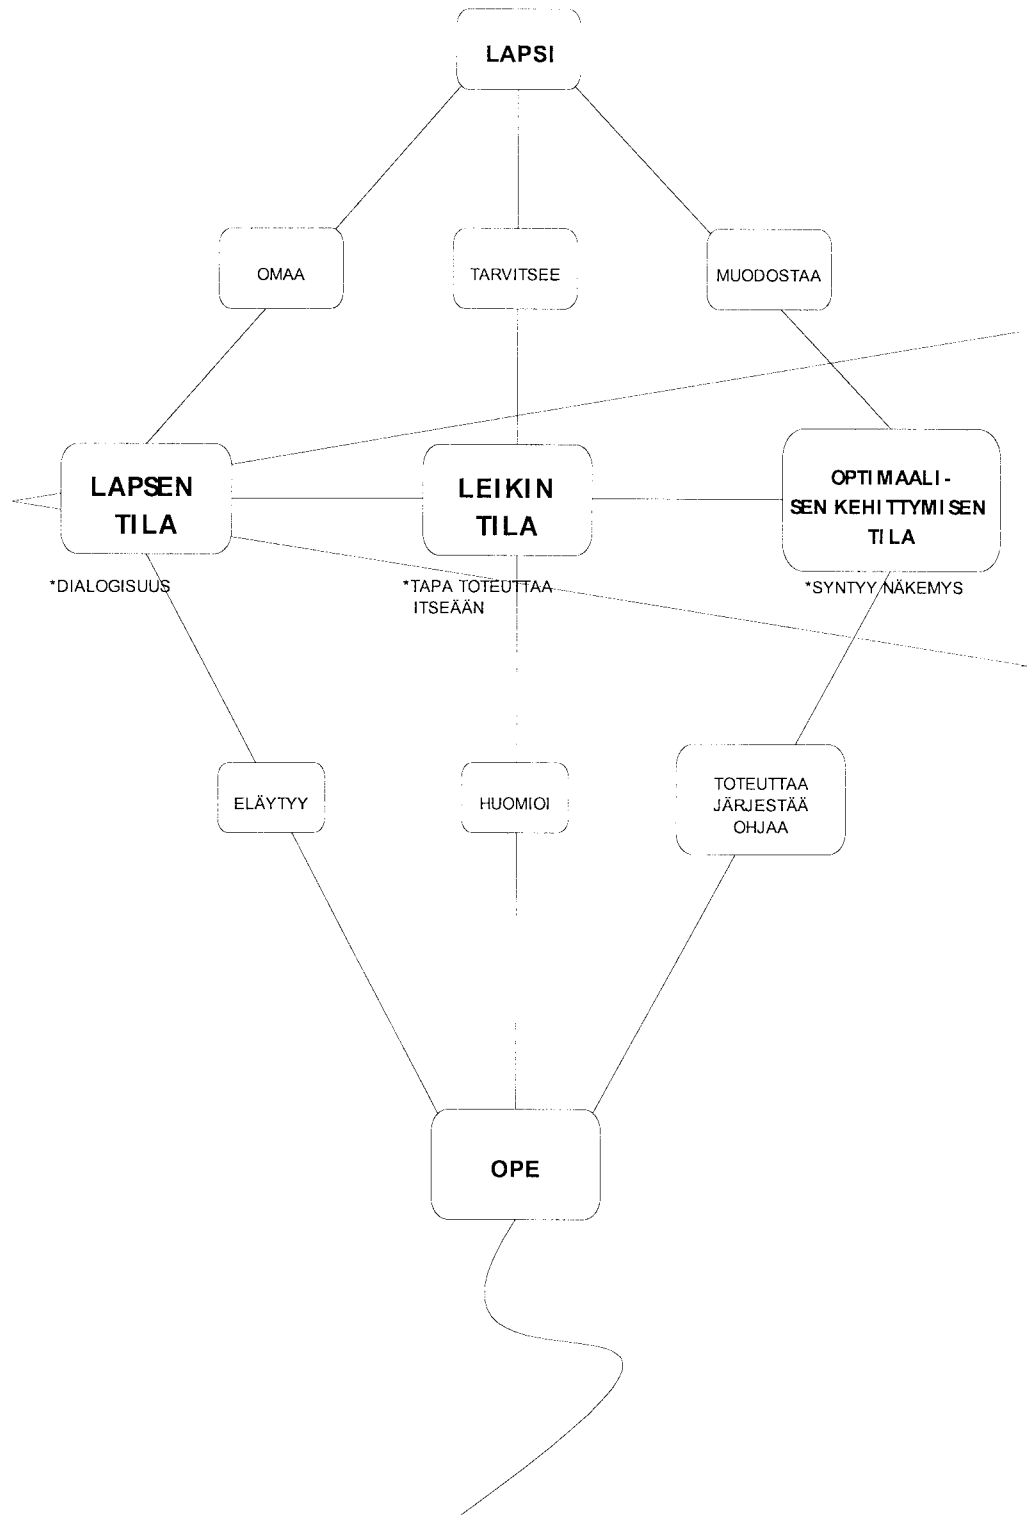 LAPSI
OMAA
TARVITSEE
MUODOSTAA
LAPSEN
TILA
LEIKIN
TILA
OPTIMAALI-
SEN KEHITTYMISEN
TILA
*DIALOGISUUS
*TAPA TOTEUTTAA
ITSEÄÄN
*SYNTYY NÄKEMYS
ELÄYTYY
HUOMIOI
TOTEUTTAA
JÄRJESTÄÄ
OHJAA
OPE